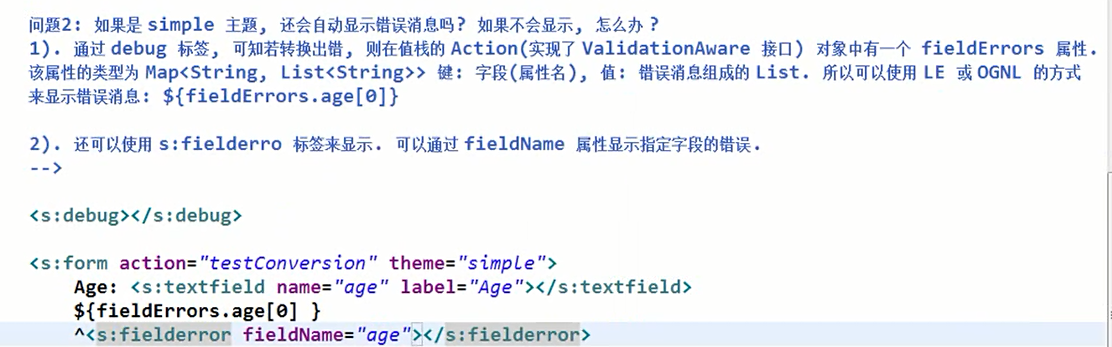 问题2: 如果是 simple 主题, 还会自动显示错误消息吗? 如果不会显示, 怎么办 ?
1). 通过 debug 标签, 可知若转换出错, 则在值栈的 Action(实现了 ValidationAware 接口) 对象中有一个 fieldErrors 属性.
该属性的类型为 Map<String, List<String>> 键: 字段(属性名), 值: 错误消息组成的 List. 所以可以使用 LE 或 OGNL 的方式
来显示错误消息: ${fieldErrors.age[0]}
2). 还可以使用 s:fielderro 标签来显示. 可以通过 fieldName 属性显示指定字段的错误.
-->
<s:debug></s:debug>
<s:form action="testConversion" theme="simple">
Age: <s:textfield name="age" label="Age"></s:textfield>
${fieldErrors.age[0] }
^<s:fielderror fieldName="age"></s:fielderror>